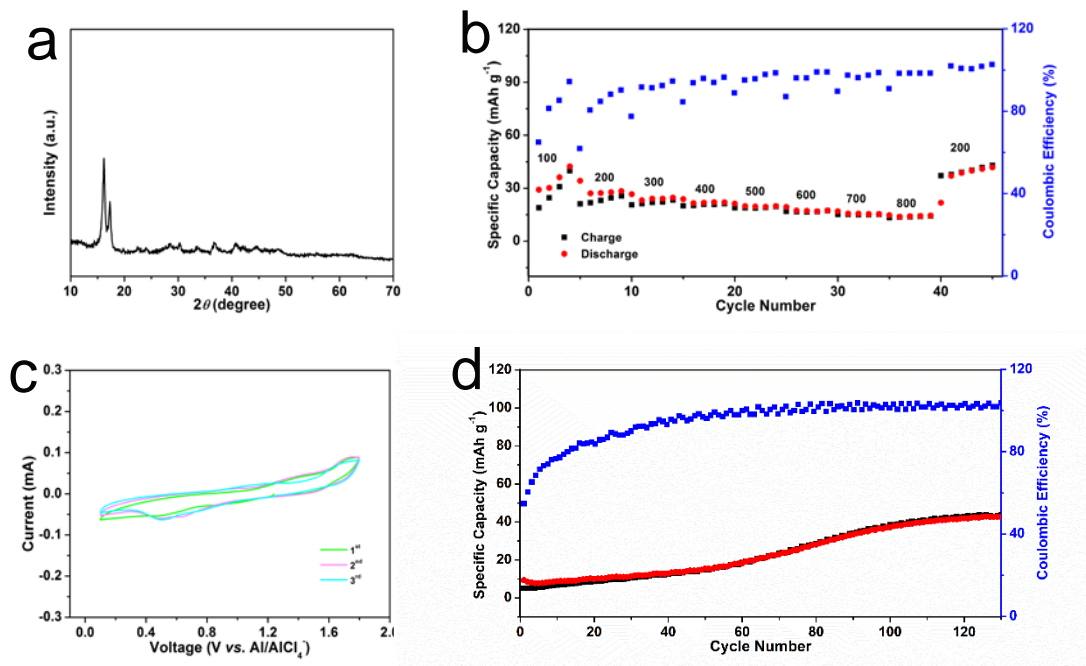 a
Intensity (a.u.)
10 20 30 40 50 60 70
2θ (degree)
b
Specific Capacity (mAh g-1)
120
90
60
30
0
100 200 300 400 500 600 700 800 200
Charge
Discharge
0 10 20 30 40
Cycle Number
120
80
40
0
Coulombic Efficiency (%)
c
Current (mA)
0.3
0.2
0.1
0.0
-0.1
-0.2
-0.3
1st
2nd
3rd
0.0 0.4 0.8 1.2 1.6 2.0
Voltage (V vs. Al/AlCl4-)
d
Specific Capacity (mAh g-1)
120
100
80
60
40
20
0
0 20 40 60 80 100 120
Cycle Number
120
80
40
0
Coulombic Efficiency (%)